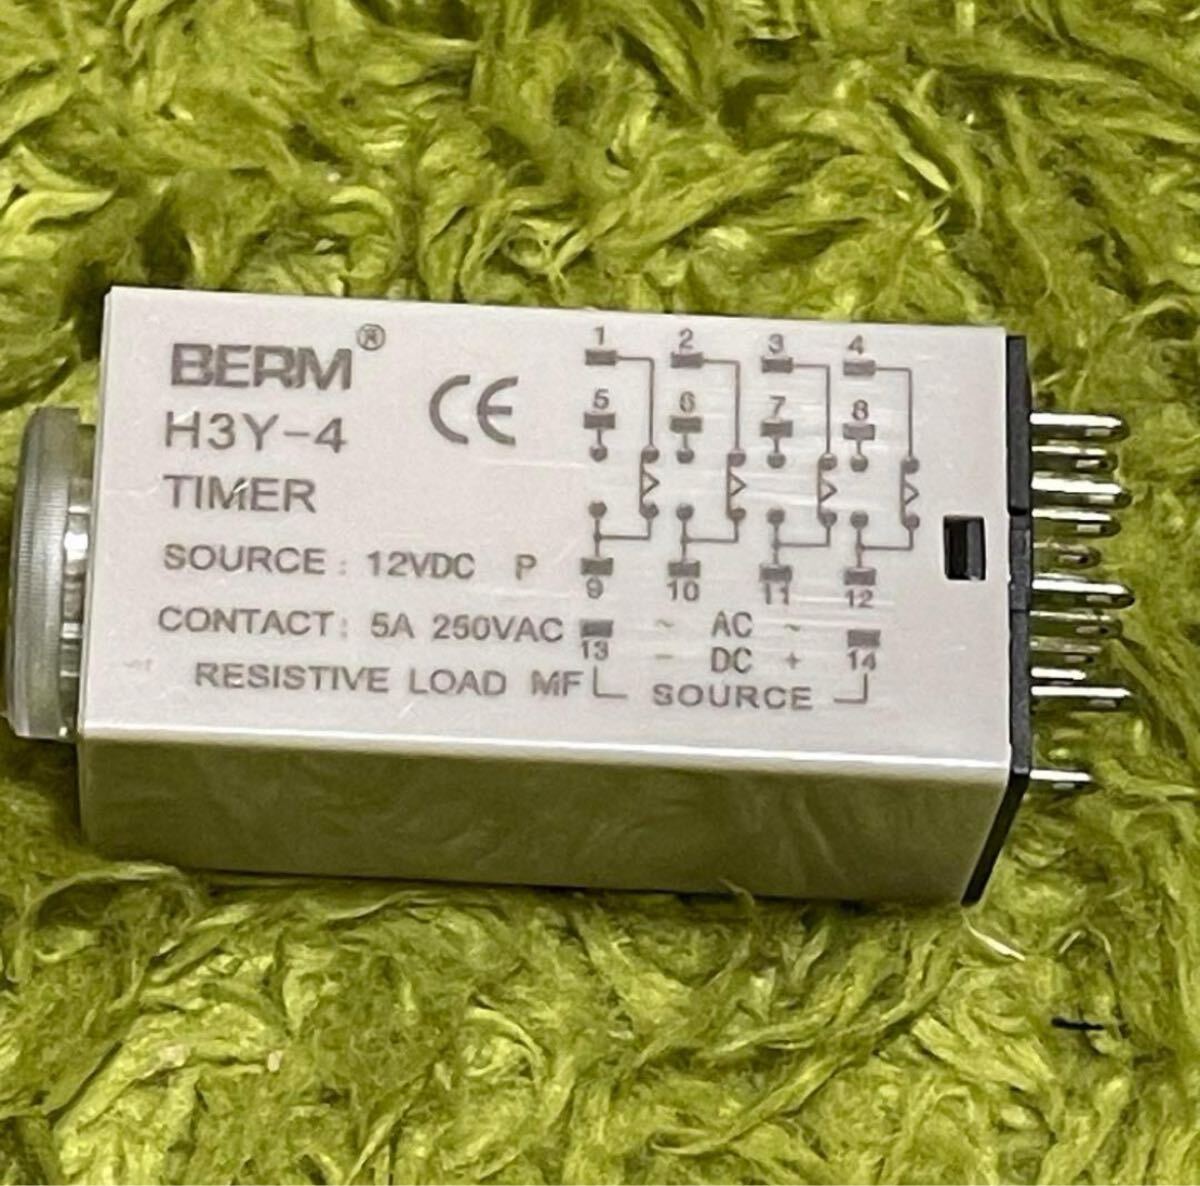 BERM®
H3Y-4
CE
TIMER
SOURCE: 12VDC P
CONTACT: 5A 250VAC
RESISTIVE LOAD MF
1 2 3 4
5 6 7 8
9 10 11 12
~ AC ~
13 - DC + 14
SOURCE